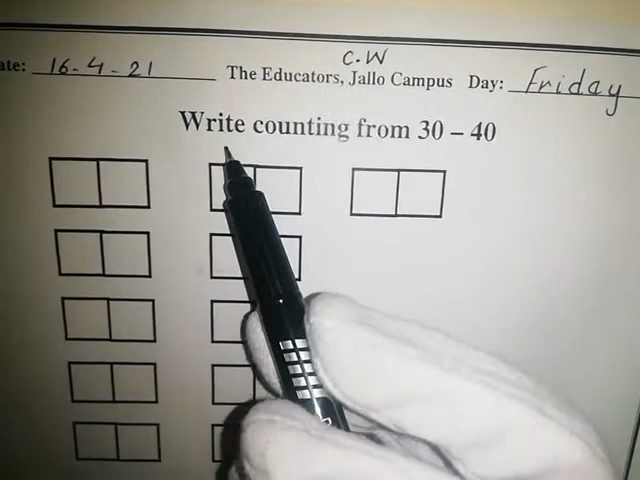 C.W
ate: 16-4-21 The Educators, Jallo Campus Day: Friday
Write counting from 30 – 40